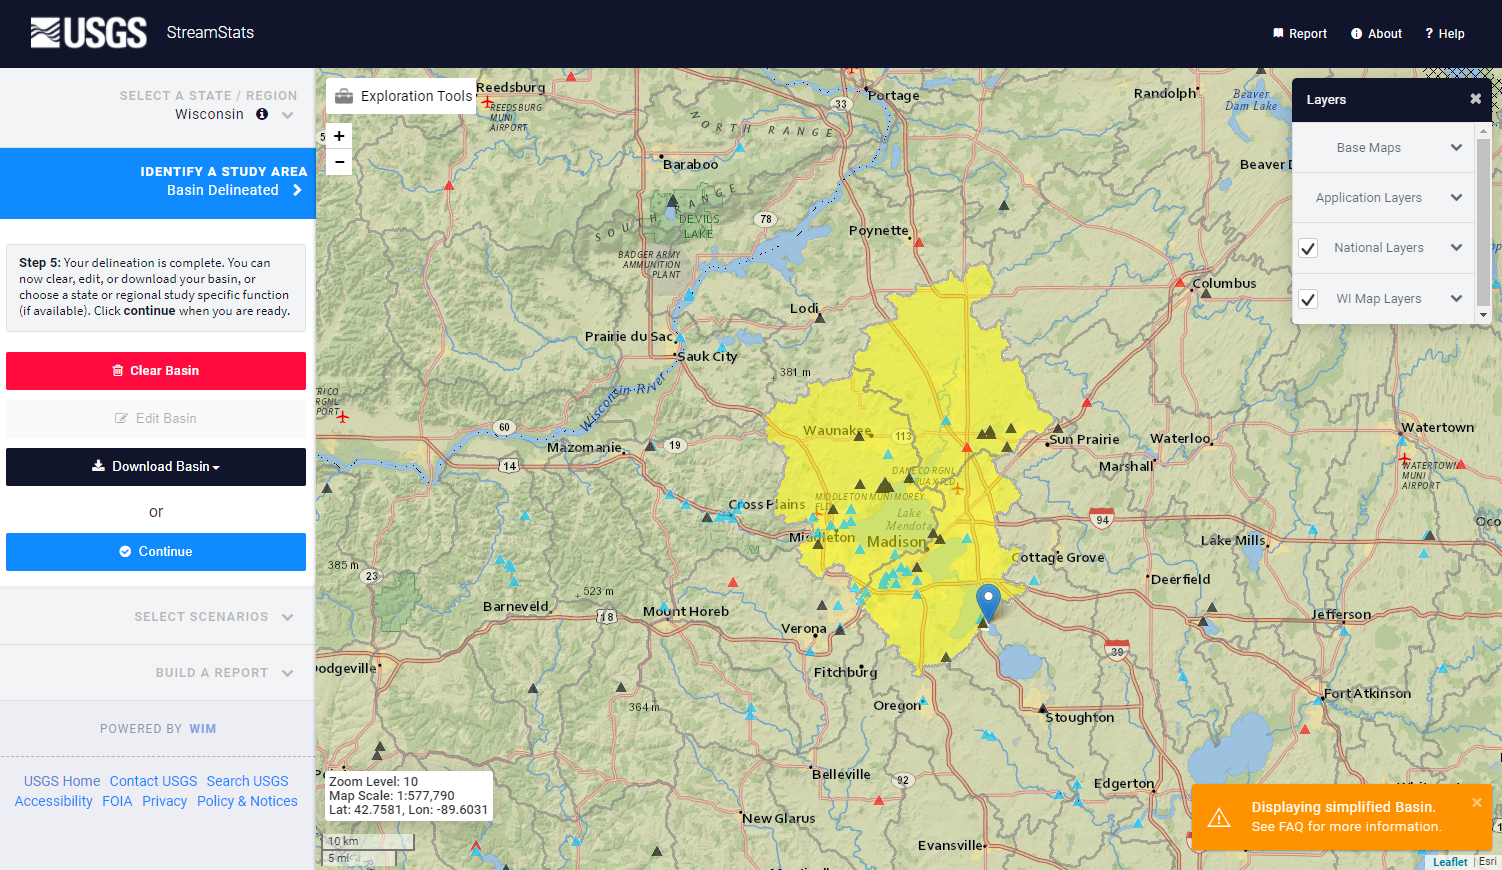 USGS
StreamStats
Report
About
? Help
SELECT A STATE / REGION
Wisconsin
IDENTIFY A STUDY AREA
Basin Delineated
Step 5: Your delineation is complete. You can
now clear, edit, or download your basin, or
choose a state or regional study specific function
(if available). Click continue when you are ready.
Clear Basin
Edit Basin
Download Basin
or
Continue
SELECT SCENARIOS
BUILD A REPORT
POWERED BY WIM
USGS Home Contact USGS Search USGS
Accessibility FOIA Privacy Policy & Notices
Exploration Tools
+
−
Reedsburg
REEDSBURG
MUNI
AIRPORT
33
Portage
Randolph
Beaver
Dam Lake
NORTH RANGE
Baraboo
Beaver D
SOUTH RANGE
DEVILS
LAKE
78
Poynette
BADGER ARMY
AMMUNITION
PLANT
Lodi
Columbus
Prairie du Sac
Sauk City
381 m
Wisconsin River
60
Mazomanie
19
14
Waunakee
113
Sun Prairie
Waterloo
Watertown
Marshall
WATERTOWN
MUNI
AIRPORT
DANE CO RGNL
TRUAX FLD
MIDDLETON MUNI MOREY
FLD
Cross Plains
Lake
Mendota
Middleton
Madison
94
Lake Mills
Oco
Cottage Grove
385 m
23
523 m
Deerfield
Barneveld
18
Mount Horeb
Jefferson
Verona
39
Dodgeville
Fitchburg
Fort Atkinson
364 m
Oregon
Stoughton
Belleville
92
Edgerton
New Glarus
Evansville
Layers
Base Maps
Application Layers
National Layers
WI Map Layers
Zoom Level: 10
Map Scale: 1:577,790
Lat: 42.7581, Lon: -89.6031
10 km
5 mi
Displaying simplified Basin.
See FAQ for more information.
Leaflet | Esri